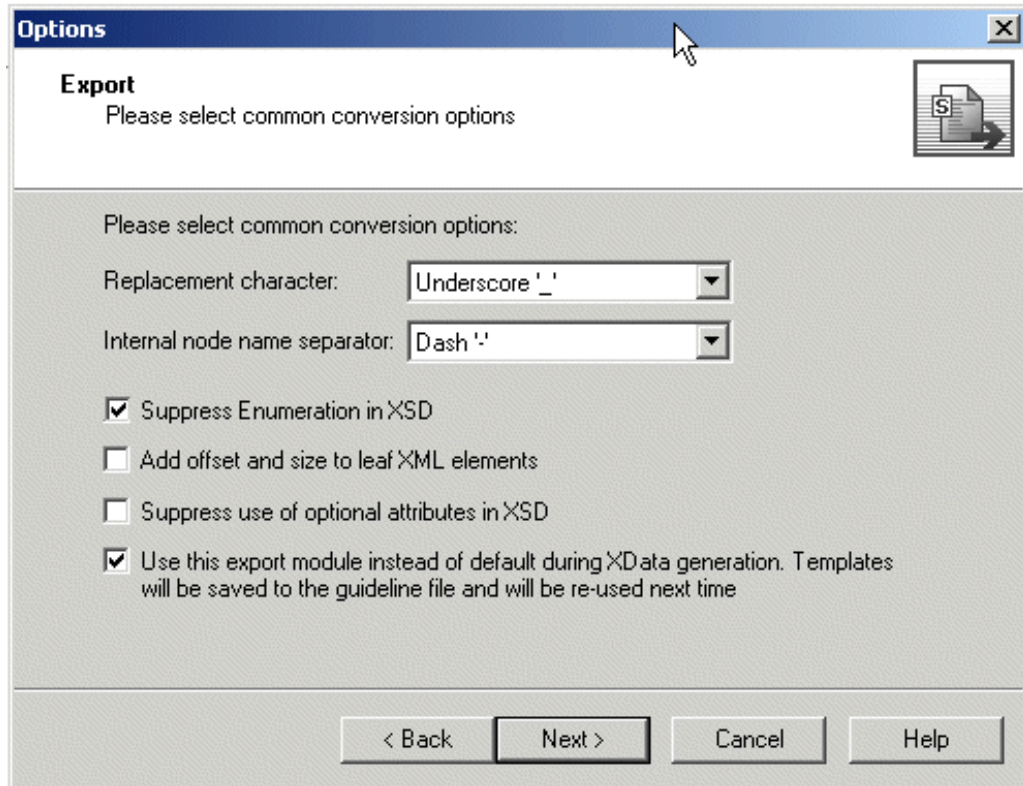 Options
Export
Please select common conversion options
S
Please select common conversion options:
Replacement character: Underscore '_'
Internal node name separator: Dash '-'
Suppress Enumeration in XSD
Add offset and size to leaf XML elements
Suppress use of optional attributes in XSD
Use this export module instead of default during XData generation. Templates
will be saved to the guideline file and will be re-used next time
< Back Next > Cancel Help